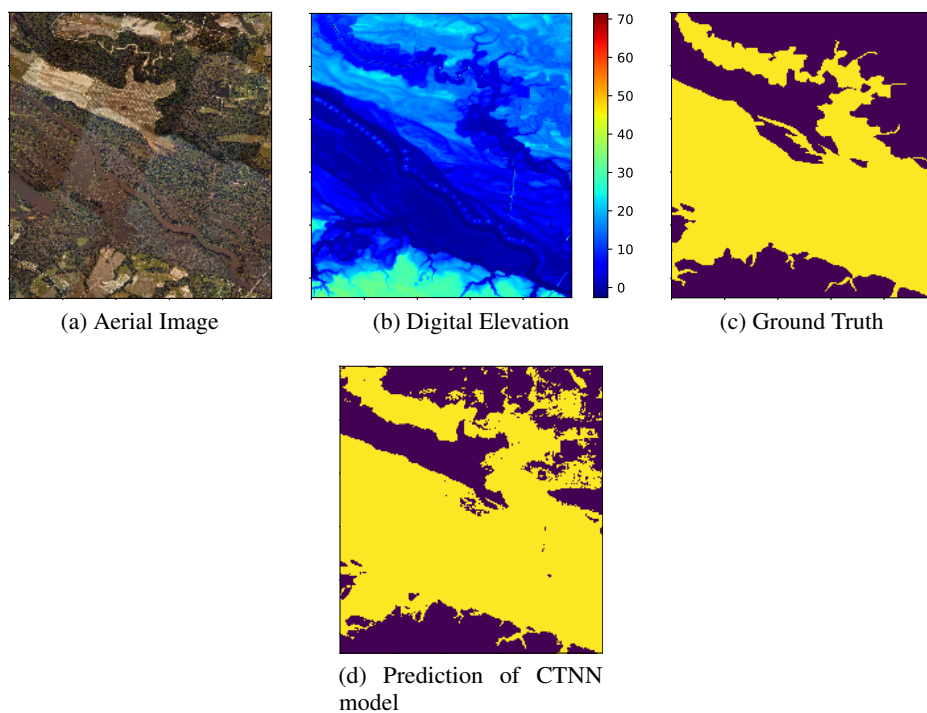 70
60
50
40
30
20
10
0
(a) Aerial Image
(b) Digital Elevation
(c) Ground Truth
(d) Prediction of CTNN
model